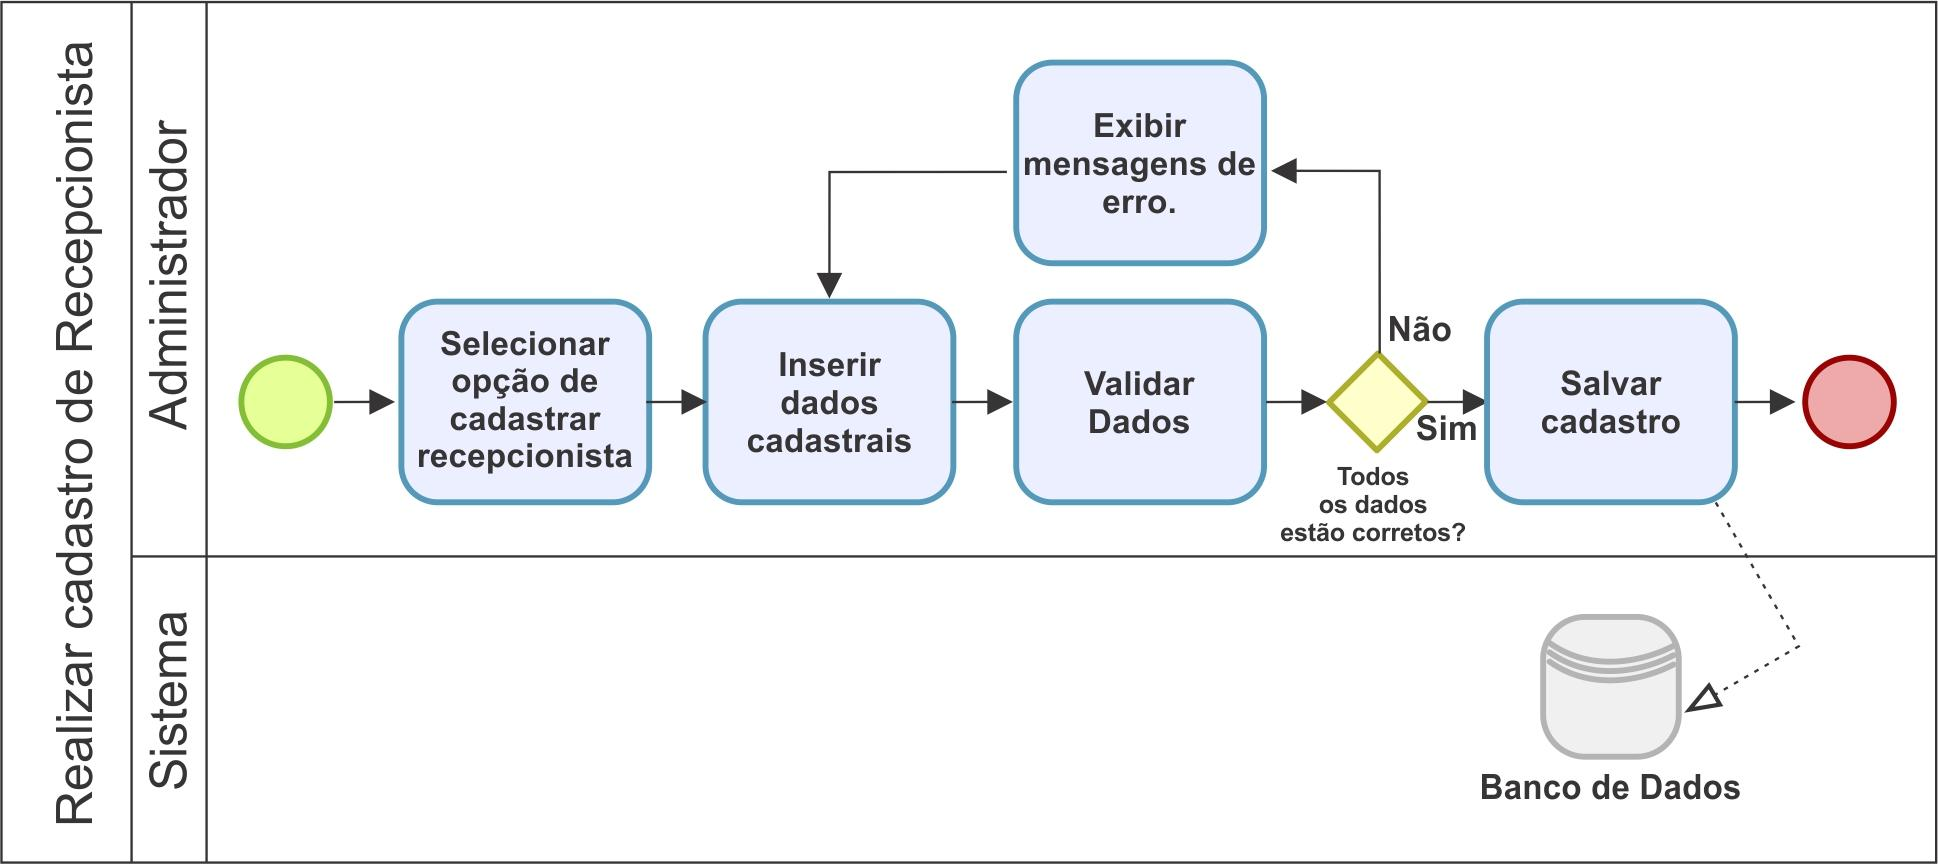 Realizar cadastro de Recepcionista
Administrador
Exibir
mensagens de
erro.
Selecionar
opção de
cadastrar
recepcionista
Inserir
dados
cadastrais
Validar
Dados
Não
Sim
Todos
os dados
estão corretos?
Salvar
cadastro
Sistema
Banco de Dados